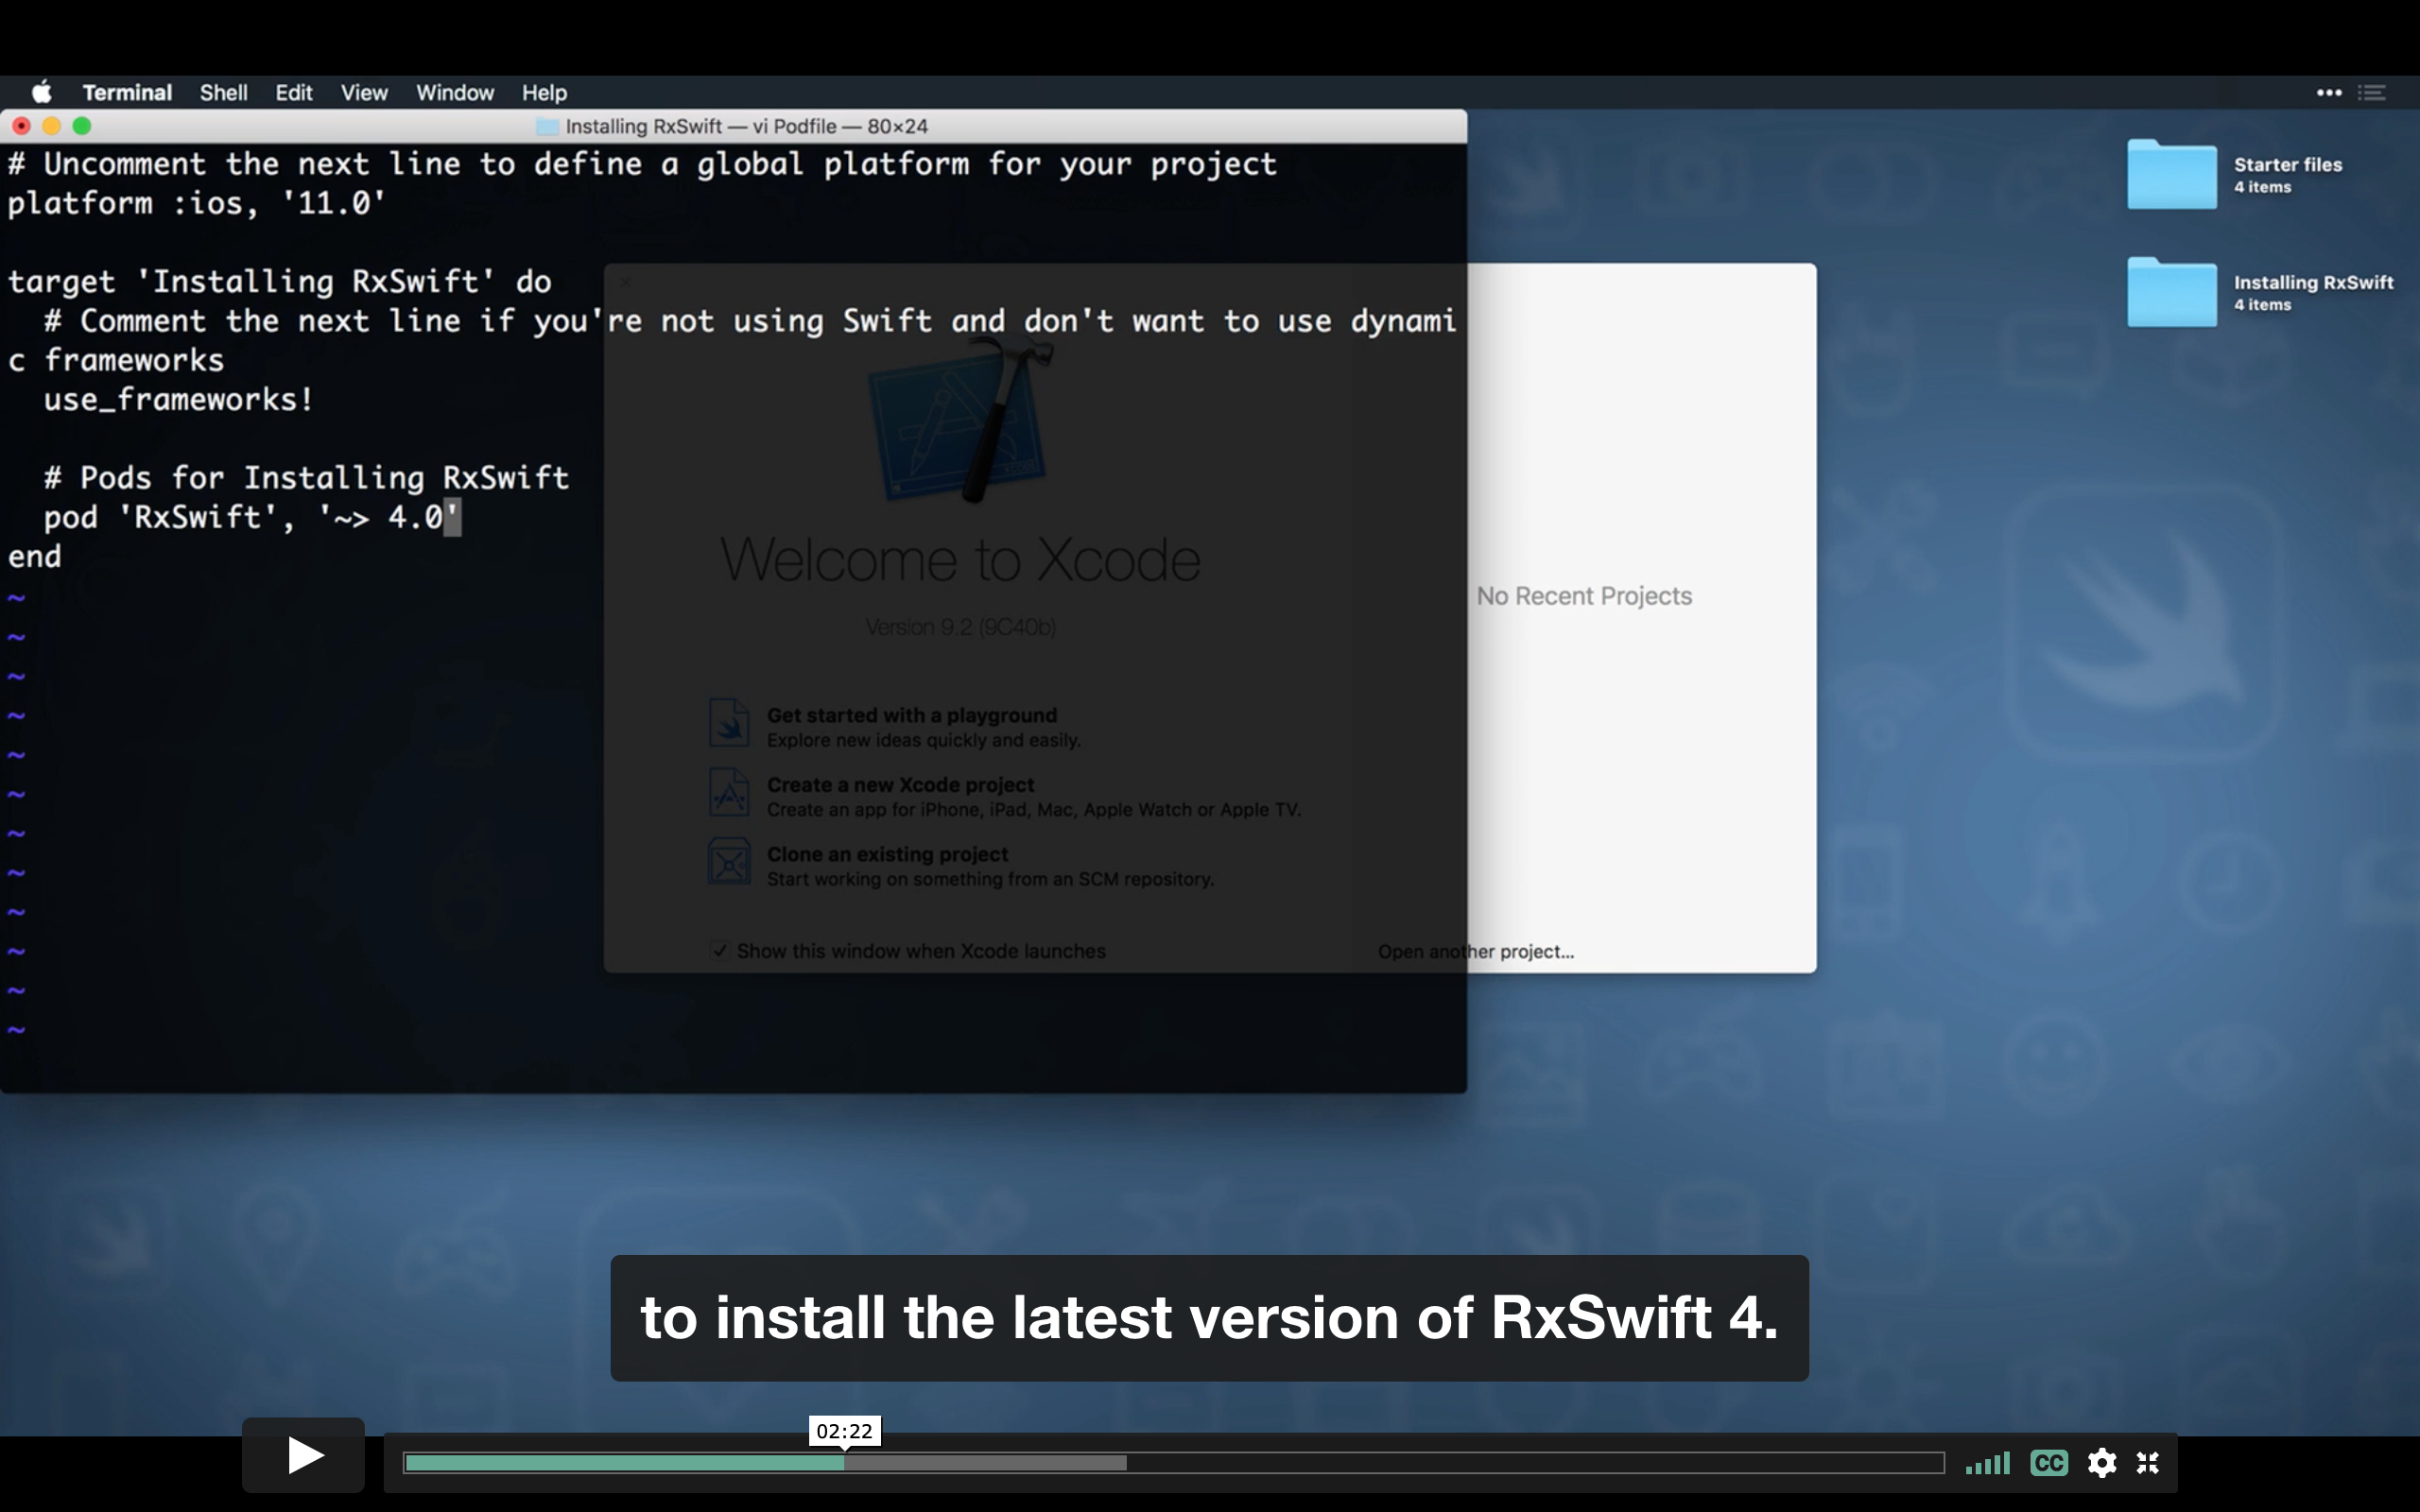 Terminal Shell Edit View Window Help
Installing RxSwift — vi Podfile — 80×24
# Uncomment the next line to define a global platform for your project
platform :ios, '11.0'
target 'Installing RxSwift' do
# Comment the next line if you're not using Swift and don't want to use dynami
c frameworks
use_frameworks!
# Pods for Installing RxSwift
pod 'RxSwift', '~> 4.0'
end
~
~
~
~
~
~
~
~
~
~
~
~
Welcome to Xcode
Version 9.2 (9C40b)
Get started with a playground
Explore new ideas quickly and easily.
Create a new Xcode project
Create an app for iPhone, iPad, Mac, Apple Watch or Apple TV.
Clone an existing project
Start working on something from an SCM repository.
Show this window when Xcode launches
No Recent Projects
Open another project...
Starter files
4 items
Installing RxSwift
4 items
to install the latest version of RxSwift 4.
02:22
CC